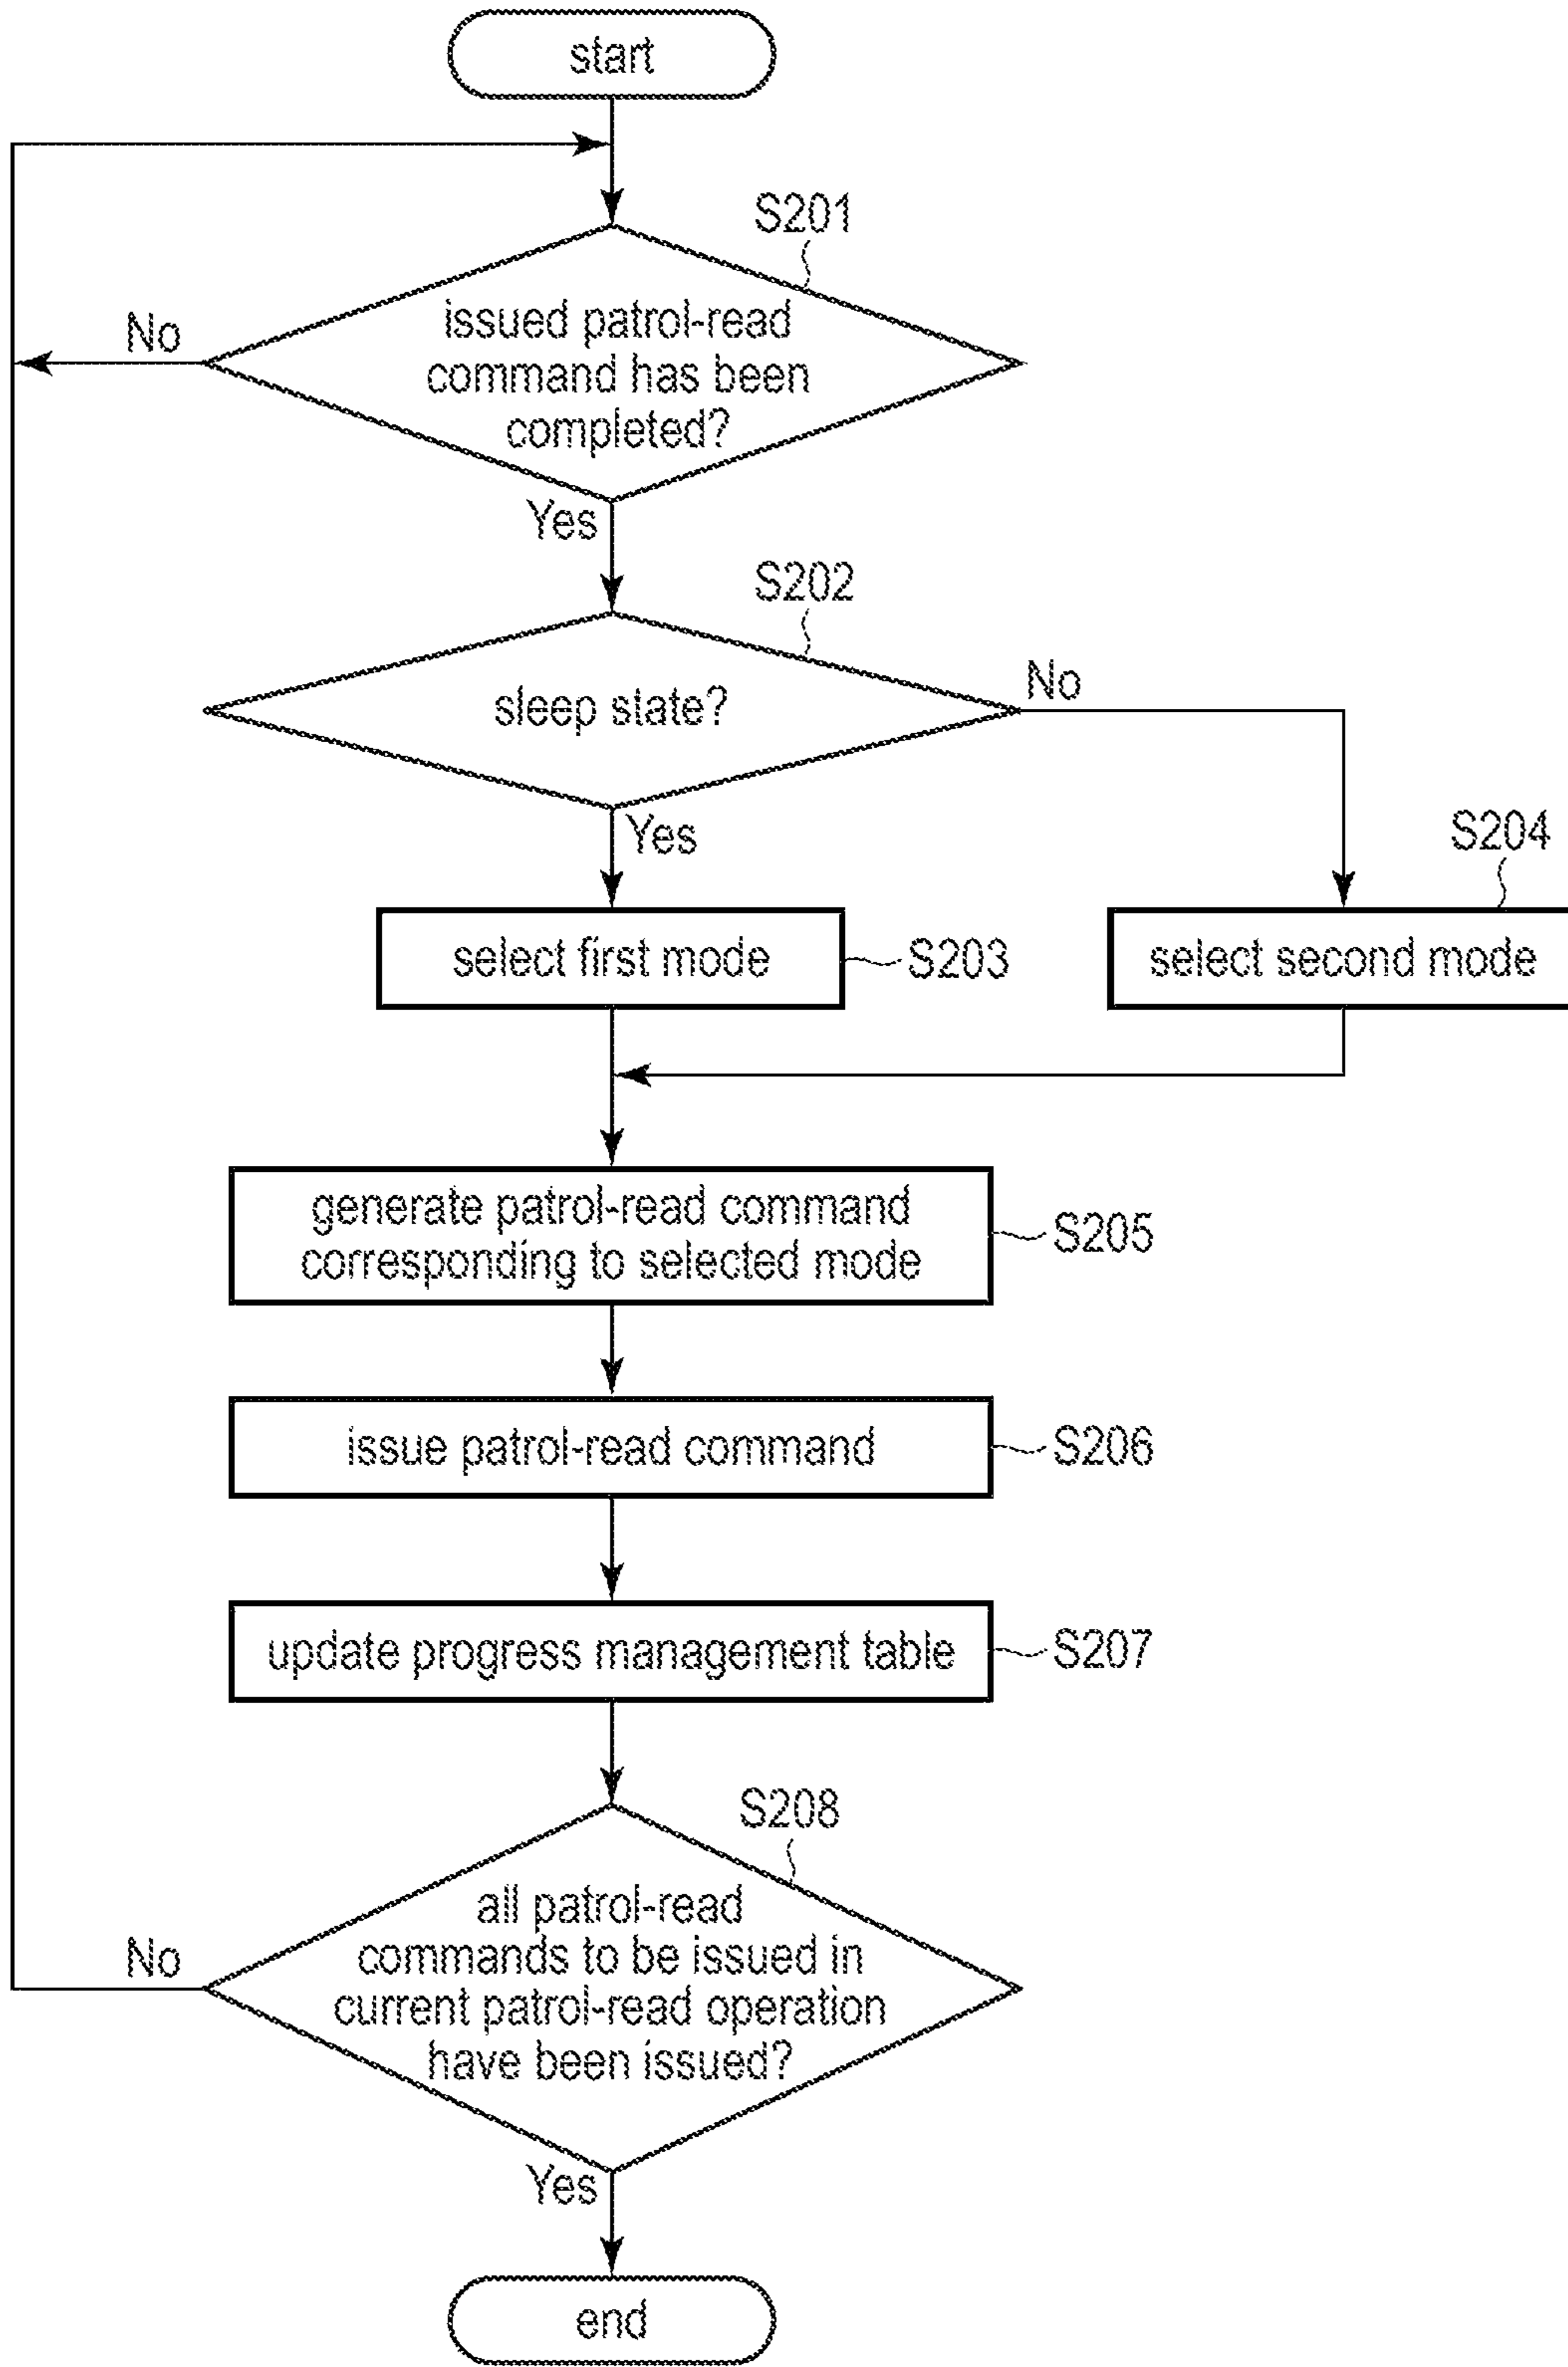 start
S201
issued patrol-read
command has been
completed?
No
Yes
S202
sleep state?
No
Yes
S204
select first mode
S203
select second mode
generate patrol-read command
corresponding to selected mode
S205
issue patrol-read command
S206
update progress management table
S207
S208
all patrol-read
commands to be issued in
current patrol-read operation
have been issued?
No
Yes
end